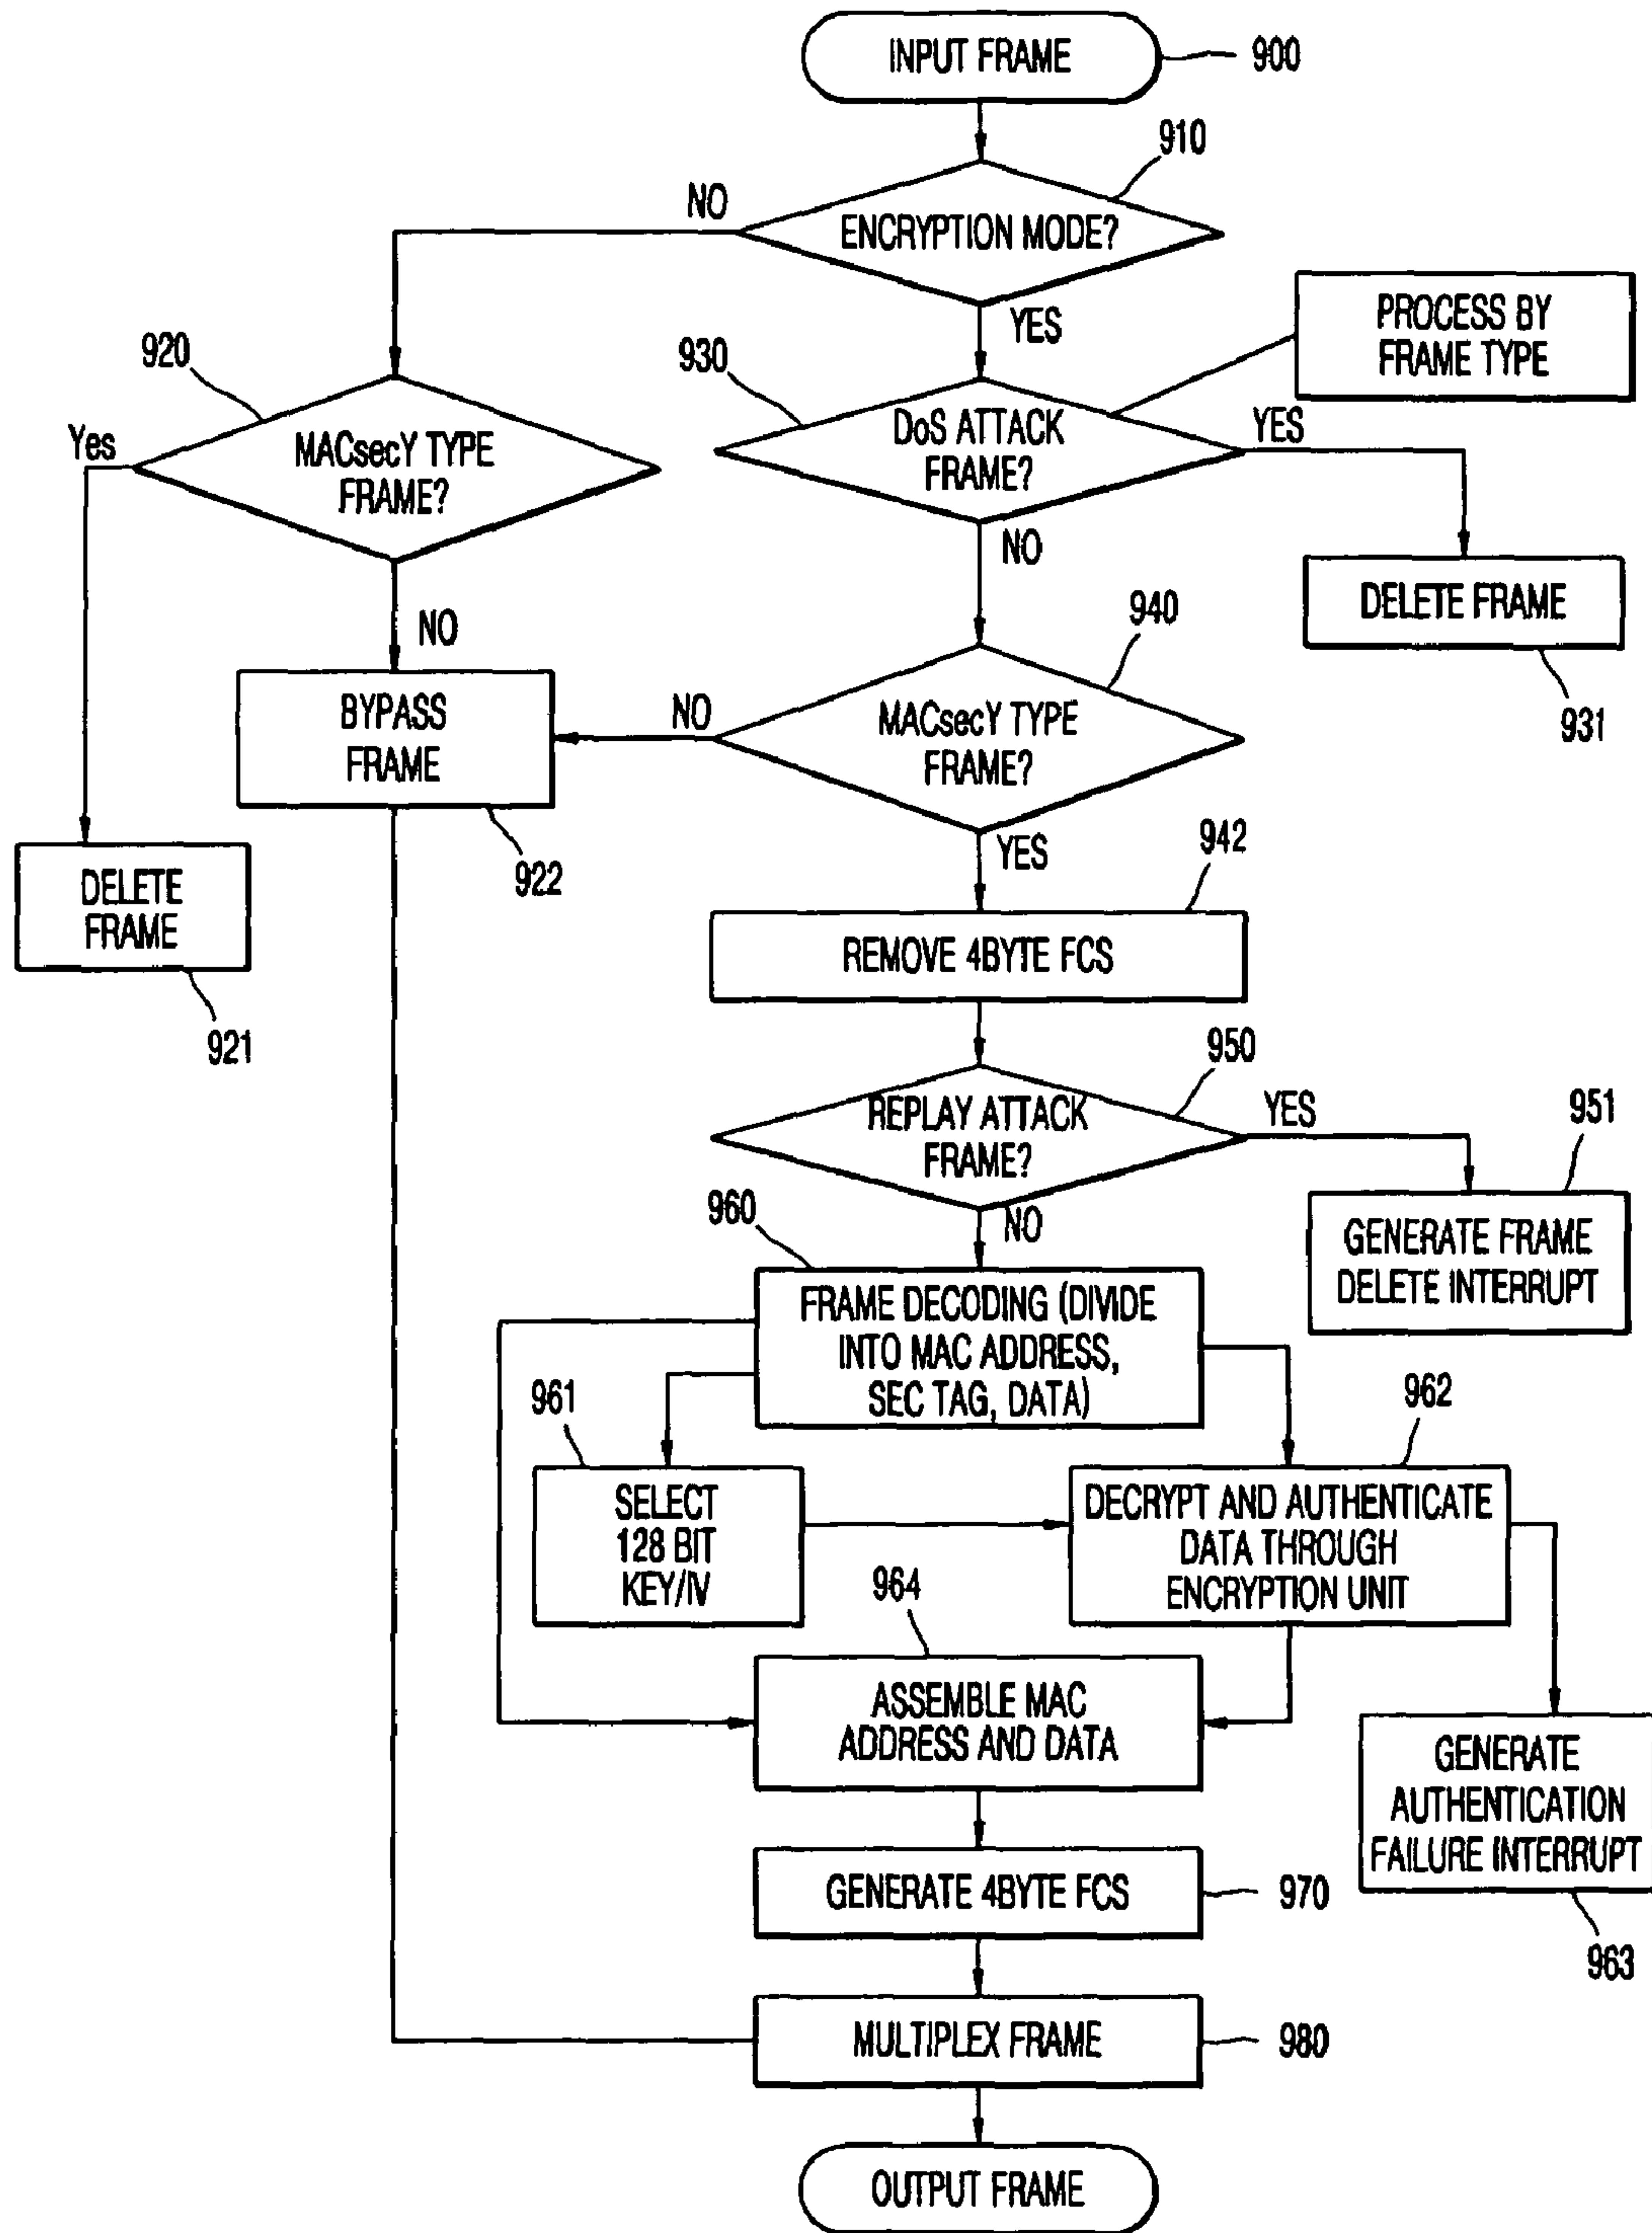 INPUT FRAME
900
910
ENCRYPTION MODE?
NO
YES
PROCESS BY
FRAME TYPE
920
MACsecY TYPE
FRAME?
Yes
NO
930
DoS ATTACK
FRAME?
YES
NO
DELETE FRAME
931
940
MACsecY TYPE
FRAME?
NO
YES
BYPASS
FRAME
922
DELETE
FRAME
921
942
REMOVE 4BYTE FCS
950
REPLAY ATTACK
FRAME?
YES
NO
951
GENERATE FRAME
DELETE INTERRUPT
960
FRAME DECODING (DIVIDE
INTO MAC ADDRESS,
SEC TAG, DATA)
961
SELECT
128 BIT
KEY/IV
962
DECRYPT AND AUTHENTICATE
DATA THROUGH
ENCRYPTION UNIT
964
ASSEMBLE MAC
ADDRESS AND DATA
GENERATE
AUTHENTICATION
FAILURE INTERRUPT
963
GENERATE 4BYTE FCS
970
MULTIPLEX FRAME
980
OUTPUT FRAME